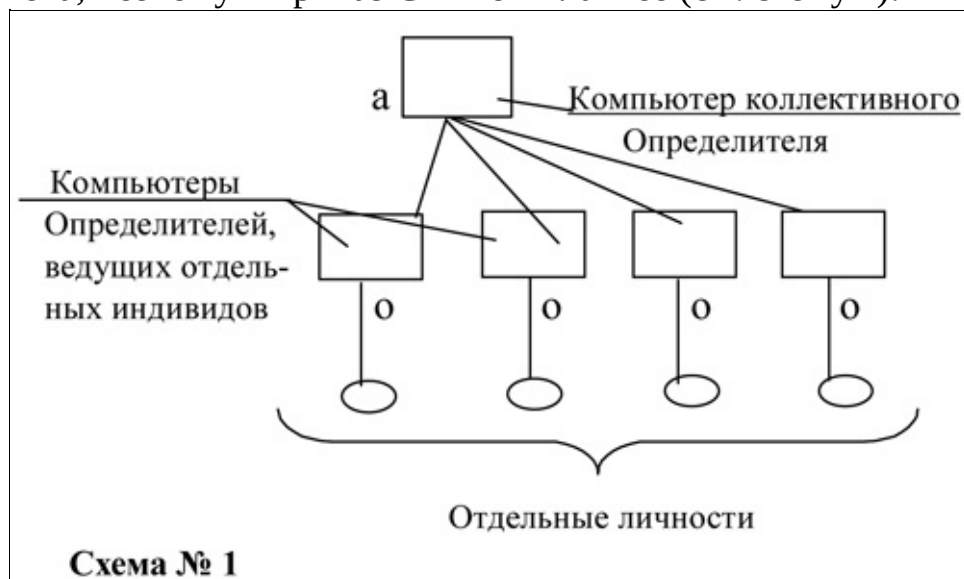 а
Компьютер коллективного
Определителя
Компьютеры
Определителей,
ведущих отдель-
ных индивидов
о о о о
Отдельные личности
Схема № 1